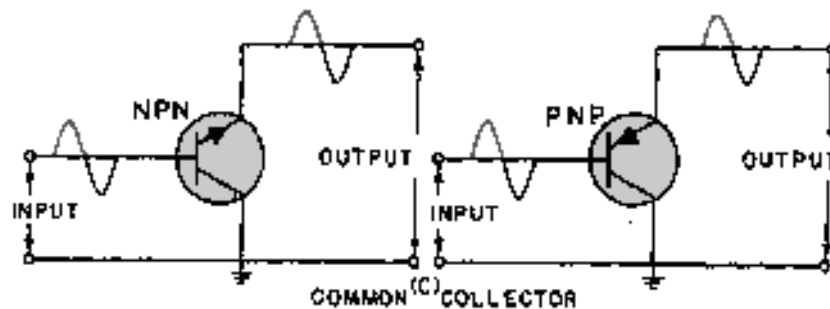 NPN
PNP
OUTPUT
OUTPUT
INPUT
INPUT
(C)
COMMON COLLECTOR